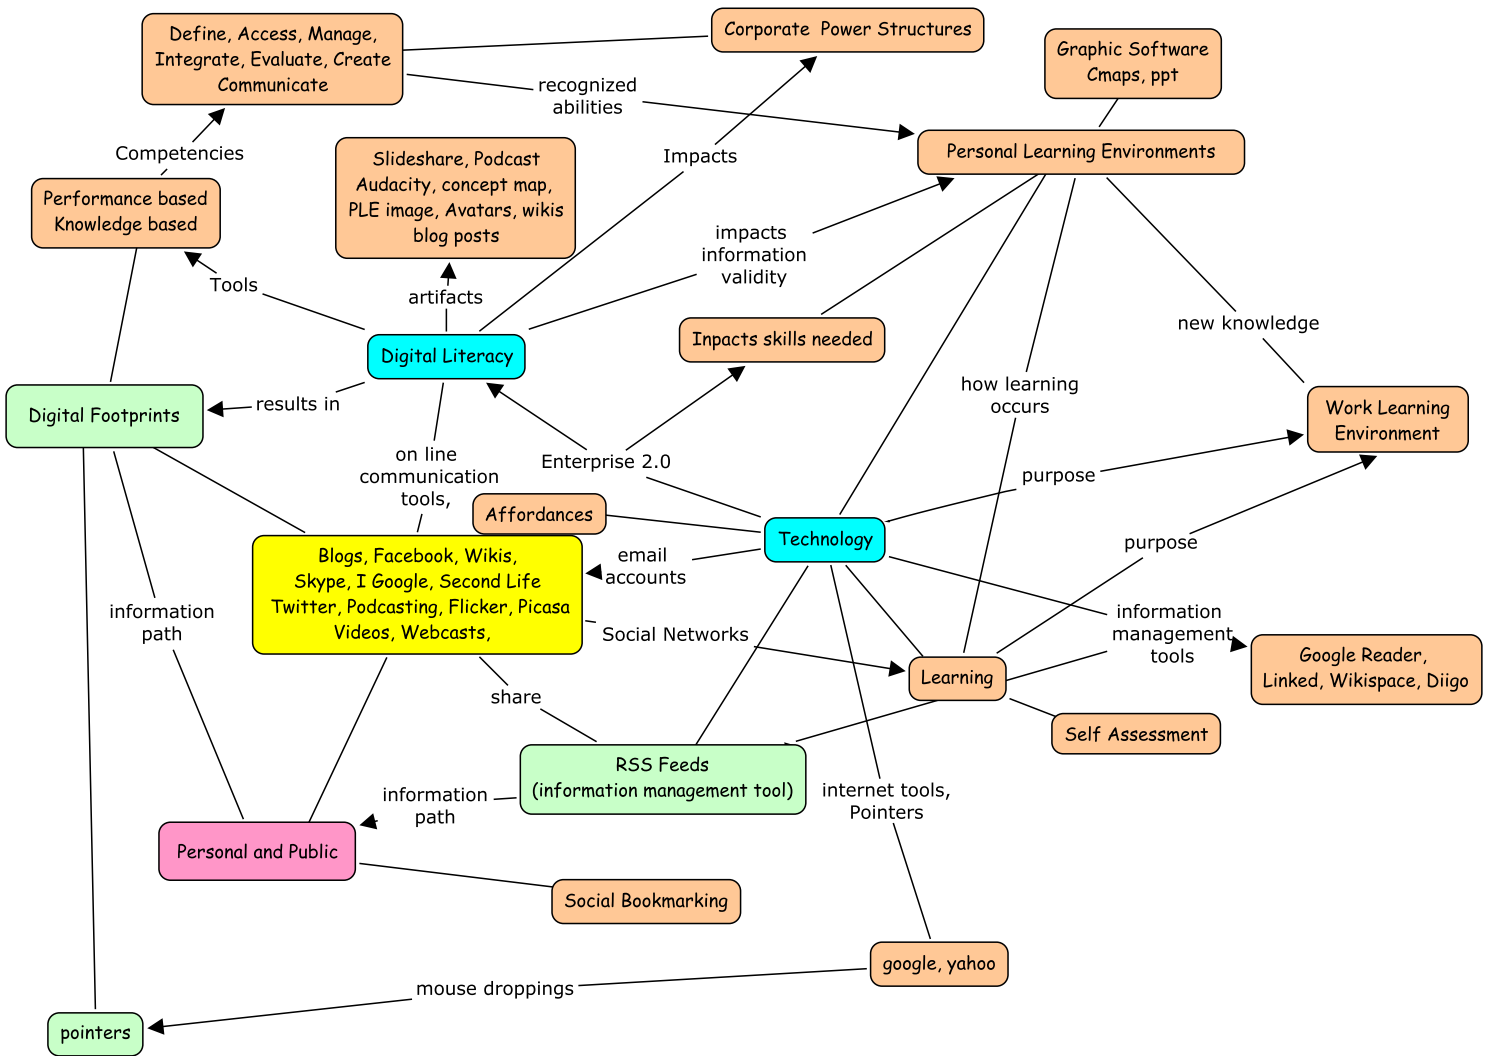 Define, Access, Manage,
Integrate, Evaluate, Create
Communicate
Corporate Power Structures
Graphic Software
Cmaps, ppt
recognized
abilities
Personal Learning Environments
Competencies
Impacts
Slideshare, Podcast
Audacity, concept map,
PLE image, Avatars, wikis
blog posts
Performance based
Knowledge based
impacts
information
validity
Tools
artifacts
Inpacts skills needed
new knowledge
Digital Literacy
how learning
occurs
results in
Digital Footprints
Work Learning
Environment
on line
communication
tools,
Enterprise 2.0
purpose
Affordances
Technology
purpose
Blogs, Facebook, Wikis,
Skype, I Google, Second Life
Twitter, Podcasting, Flicker, Picasa
Videos, Webcasts,
email
accounts
information
path
information
management
tools
Social Networks
Learning
Google Reader,
Linked, Wikispace, Diigo
share
Self Assessment
RSS Feeds
(information management tool)
internet tools,
Pointers
information
path
Personal and Public
Social Bookmarking
google, yahoo
mouse droppings
pointers